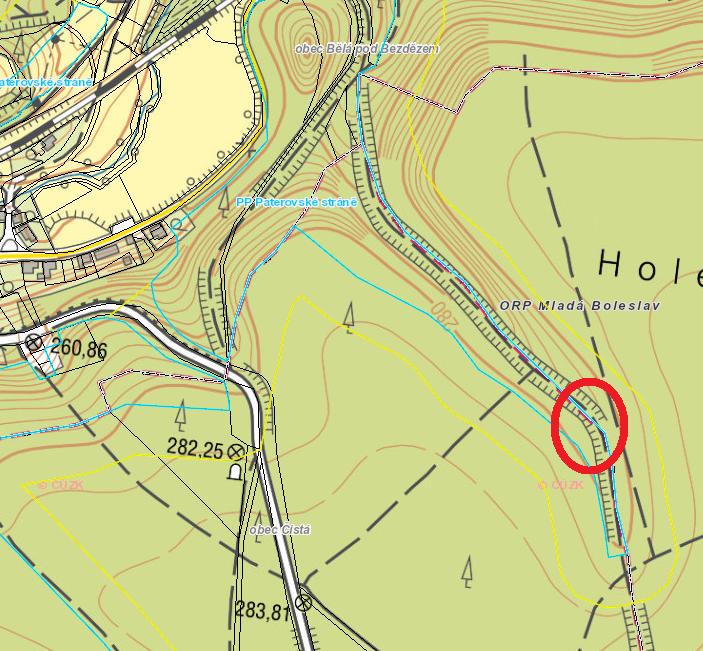 obec Bělá pod Bezdězem
Paterovské stráně
PP Paterovské stráně
Hole
ORP Mladá Boleslav
280
260,86
282,25
© ČÚZK
© ČÚZK
obec Čistá
283,81